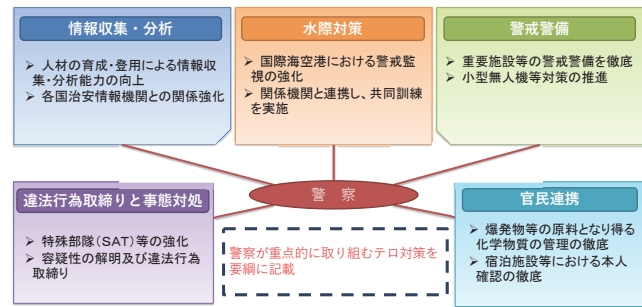 情報収集・分析
➢ 人材の育成・登用による情報収
集・分析能力の向上
➢ 各国治安情報機関との関係強化
水際対策
➢ 国際海空港における警戒監
視の強化
➢ 関係機関と連携し、共同訓練
を実施
警戒警備
➢ 重要施設等の警戒警備を徹底
➢ 小型無人機等対策の推進
警 察
違法行為取締りと事態対処
➢ 特殊部隊(SAT)等の強化
➢ 容疑性の解明及び違法行為
取締り
警察が重点的に取り組むテロ対策を
要綱に記載
官民連携
➢ 爆発物等の原料となり得る
化学物質の管理の徹底
➢ 宿泊施設等における本人
確認の徹底